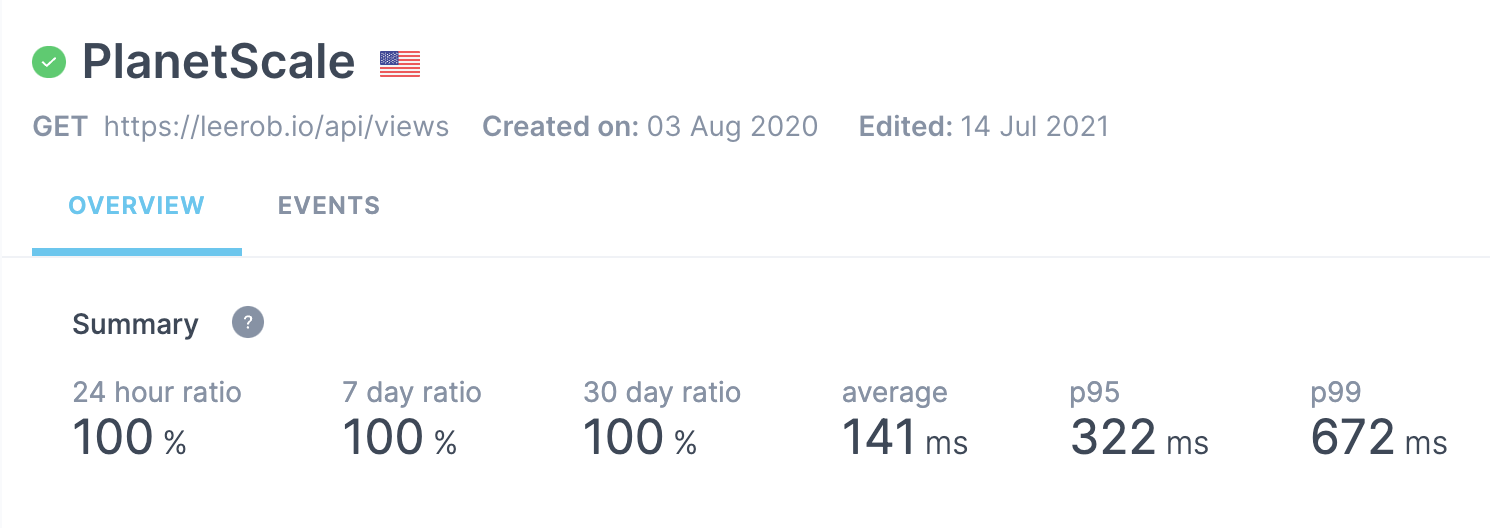 PlanetScale
GET https://leerob.io/api/views Created on: 03 Aug 2020 Edited: 14 Jul 2021
OVERVIEW EVENTS
Summary ?
24 hour ratio 7 day ratio 30 day ratio average p95 p99
100 % 100 % 100 % 141 ms 322 ms 672 ms